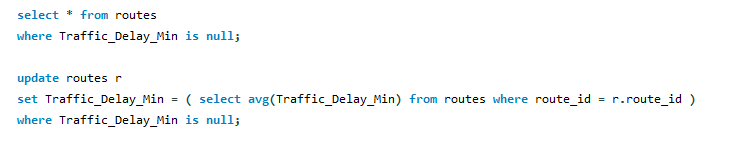 select * from routes
where Traffic_Delay_Min is null;
update routes r
set Traffic_Delay_Min = ( select avg(Traffic_Delay_Min) from routes where route_id = r.route_id )
where Traffic_Delay_Min is null;